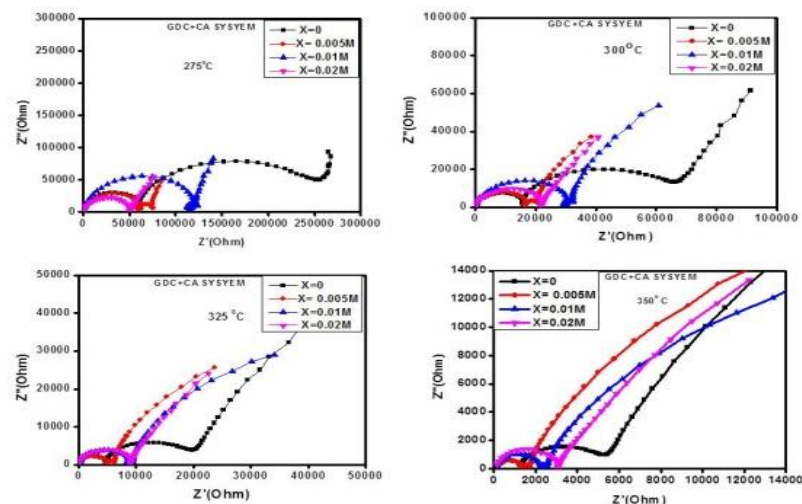 300000
250000
200000
150000
100000
50000
0
Z"(Ohm)
GDC+CA SYSYEM
275°C
X=0
X=0.005M
X=0.01M
X=0.02M
0 50000 100000 150000 200000 250000 300000
Z'(Ohm)
100000
80000
60000
40000
20000
0
Z"(Ohm)
GDC+CA SYSYEM
300°C
X=0
X=0.005M
X=0.01M
X=0.02M
0 20000 40000 60000 80000 100000
Z'(Ohm)
50000
40000
30000
20000
10000
0
Z"(Ohm)
GDC+CA SYSYEM
325 °C
X=0
X= 0.005M
X=0.01M
X=0.02M
0 10000 20000 30000 40000 50000
Z'(Ohm)
14000
12000
10000
8000
6000
4000
2000
0
Z"(Ohm)
GDC+CA SYSYEM
350°C
X=0
X= 0.005M
X=0.01M
X=0.02M
0 2000 4000 6000 8000 10000 12000 14000
Z'(Ohm)